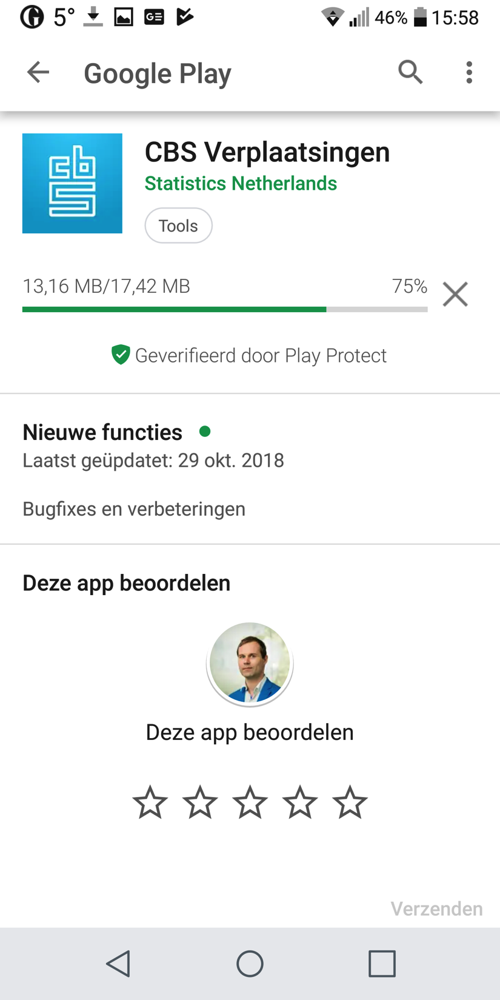 5° 46% 15:58
Google Play
cbs
CBS Verplaatsingen
Statistics Netherlands
Tools
13,16 MB/17,42 MB 75%
Geverifieerd door Play Protect
Nieuwe functies
Laatst geüpdatet: 29 okt. 2018
Bugfixes en verbeteringen
Deze app beoordelen
Deze app beoordelen
Verzenden